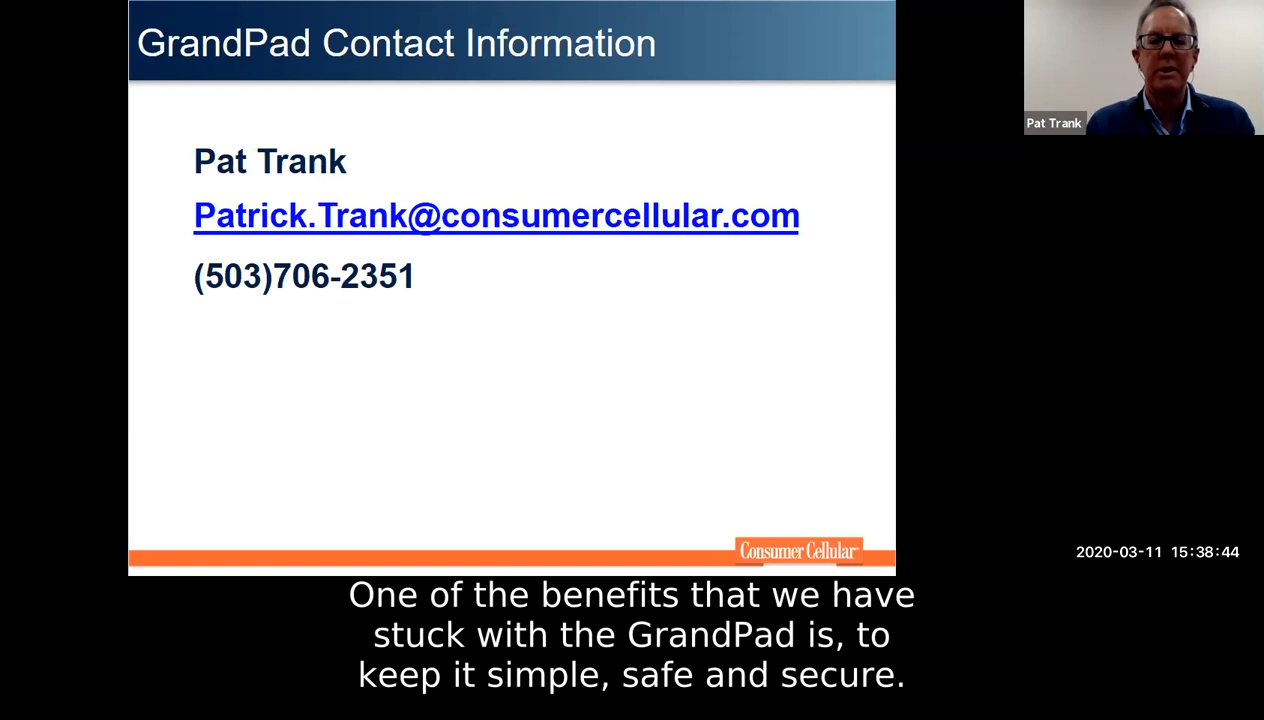 GrandPad Contact Information
Pat Trank
Pat Trank
Patrick.Trank@consumercellular.com
(503)706-2351
Consumer Cellular
2020-03-11 15:38:44
One of the benefits that we have
stuck with the GrandPad is, to
keep it simple, safe and secure.